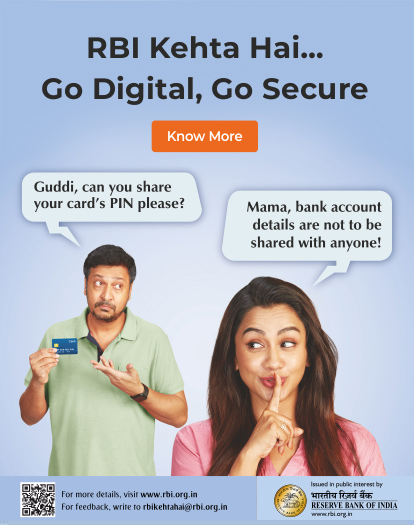 RBI Kehta Hai...
Go Digital, Go Secure
Know More
Guddi, can you share
your card's PIN please?
Mama, bank account
details are not to be
shared with anyone!
For more details, visit www.rbi.org.in
For feedback, write to rbikehtahai@rbi.org.in
Issued in public interest by
भारतीय रिज़र्व बैंक
RESERVE BANK OF INDIA
www.rbi.org.in